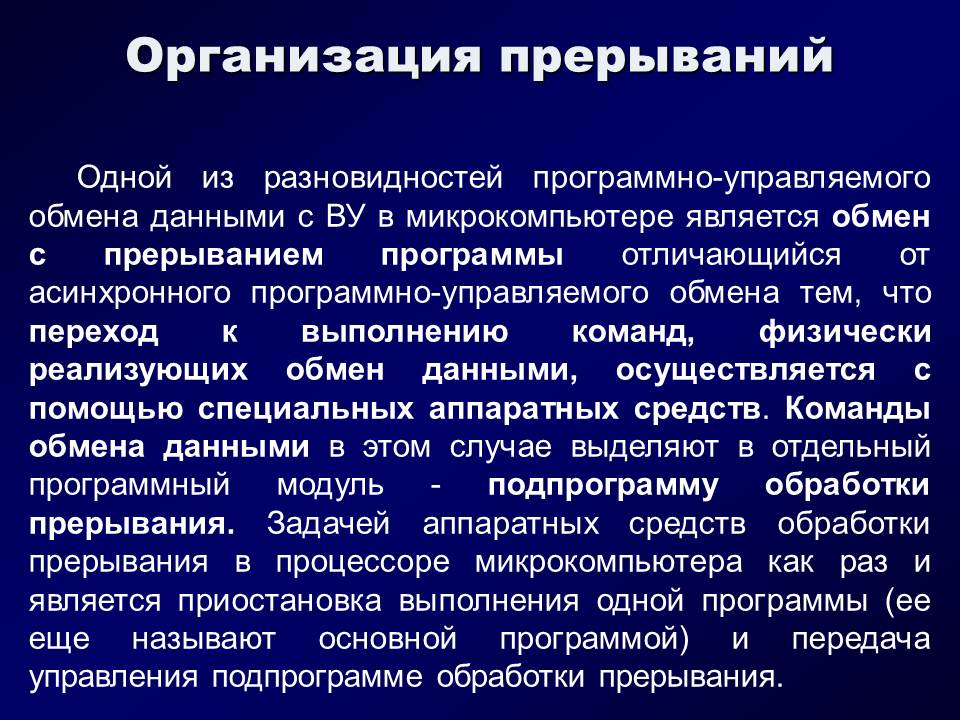 Организация прерываний
Одной из разновидностей программно-управляемого
обмена данными с ВУ в микрокомпьютере является обмен
с прерыванием программы отличающийся от
асинхронного программно-управляемого обмена тем, что
переход к выполнению команд, физически
реализующих обмен данными, осуществляется с
помощью специальных аппаратных средств. Команды
обмена данными в этом случае выделяют в отдельный
программный модуль - подпрограмму обработки
прерывания. Задачей аппаратных средств обработки
прерывания в процессоре микрокомпьютера как раз и
является приостановка выполнения одной программы (ее
еще называют основной программой) и передача
управления подпрограмме обработки прерывания.